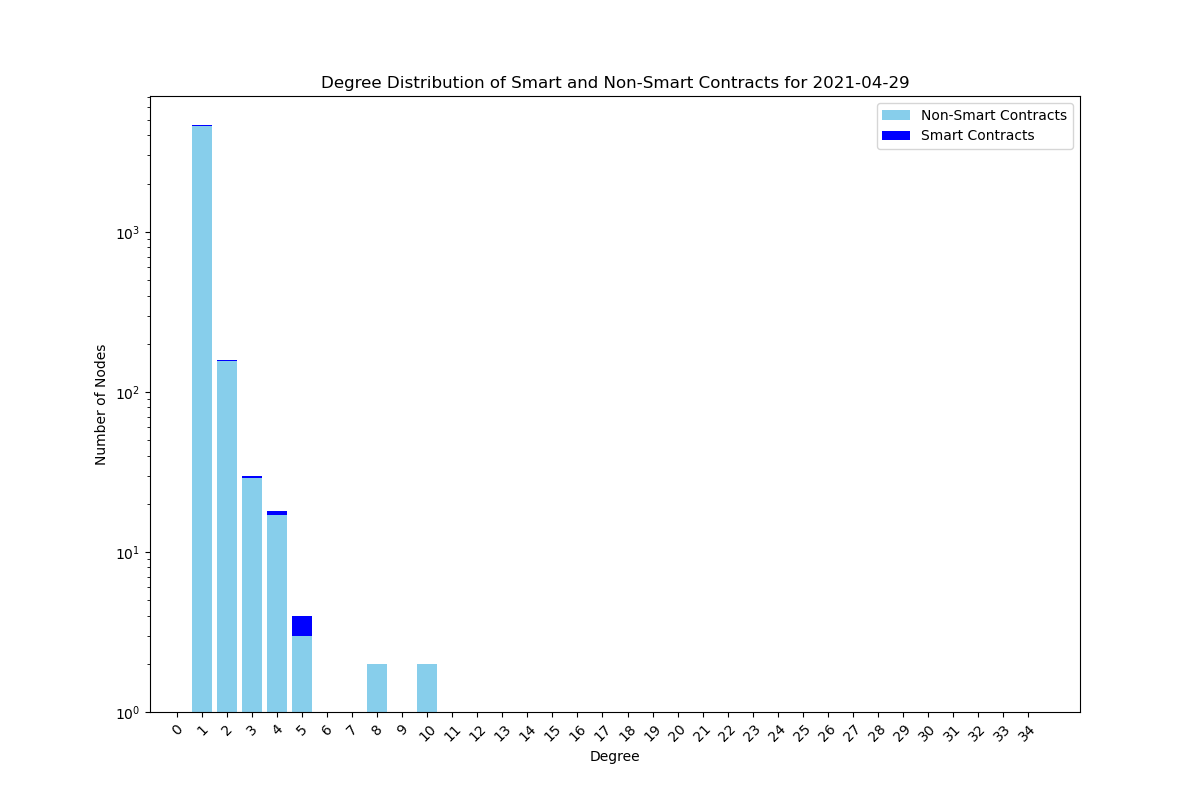 Degree Distribution of Smart and Non-Smart Contracts for 2021-04-29
Non-Smart Contracts
Smart Contracts
Number of Nodes
10³
10²
10¹
10⁰
0 1 2 3 4 5 6 7 8 9 10 11 12 13 14 15 16 17 18 19 20 21 22 23 24 25 26 27 28 29 30 31 32 33 34
Degree